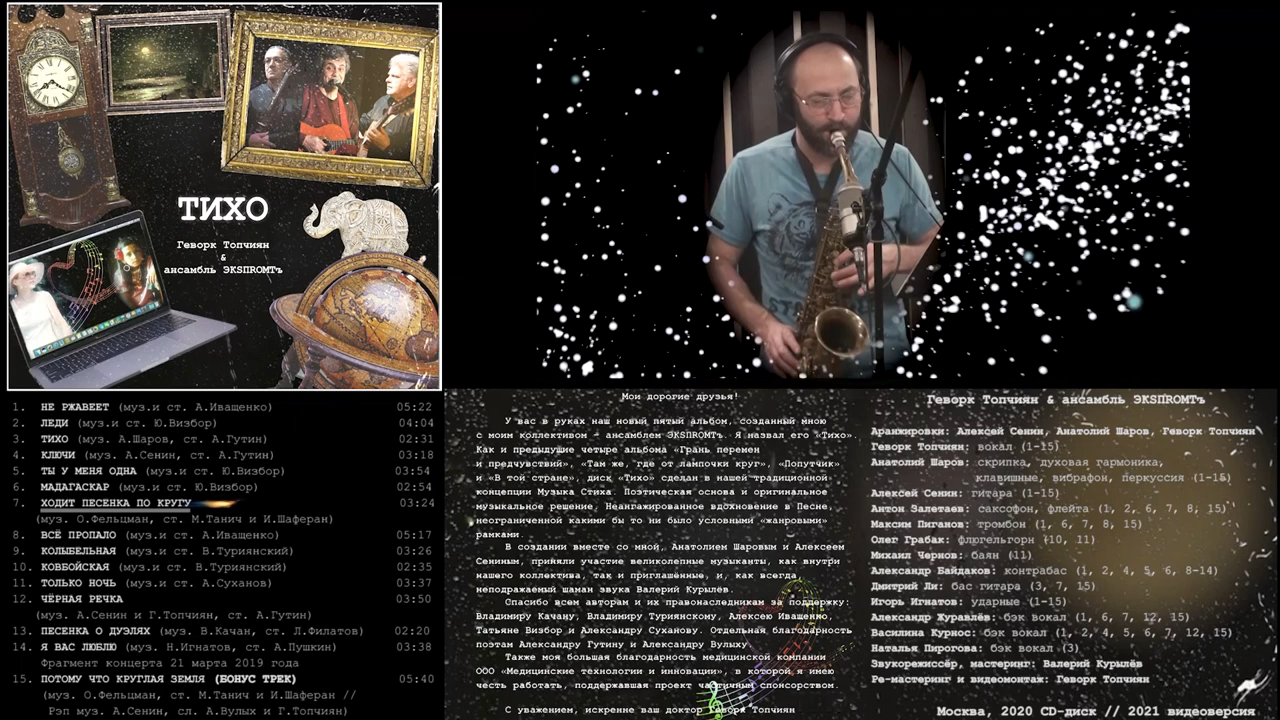 ТИХО
Геворк Топчиян
&
ансамбль ЭКSПRОМТъ
1. НЕ РЖАВЕЕТ (муз.и ст. А.Иващенко) 05:22
2. ЛЕДИ (муз.и ст. Ю.Визбор) 04:04
3. ТИХО (муз. А.Шаров, ст. А.Гутин) 02:31
4. КЛЮЧИ (муз. А.Сенин, ст. А.Гутин) 03:18
5. ТЫ У МЕНЯ ОДНА (муз.и ст. Ю.Визбор) 03:54
6. МАДАГАСКАР (муз.и ст. Ю.Визбор) 02:54
7. ХОДИТ ПЕСЕНКА ПО КРУГУ 03:24
(муз. О.Фельцман, ст. М.Танич и И.Шаферан)
8. ВСЁ ПРОПАЛО (муз.и ст. А.Иващенко) 05:17
9. КОЛЫБЕЛЬНАЯ (муз.и ст. В.Туриянский) 03:26
10. КОВБОЙСКАЯ (муз.и ст. В.Туриянский) 02:35
11. ТОЛЬКО НОЧЬ (муз.и ст. А.Суханов) 03:37
12. ЧЁРНАЯ РЕЧКА 03:50
(муз. А.Сенин и Г.Топчиян, ст. А.Гутин)
13. ПЕСЕНКА О ДУЭЛЯХ (муз. В.Качан, ст. Л.Филатов) 02:20
14. Я ВАС ЛЮБЛЮ (муз. Н.Игнатов, ст. А.Пушкин) 03:38
Фрагмент концерта 21 марта 2019 года
15. ПОТОМУ ЧТО КРУГЛАЯ ЗЕМЛЯ (БОНУС ТРЕК) 05:40
(муз. О.Фельцман, ст. М.Танич и И.Шаферан //
Рэп муз. А.Сенин, сл. А.Вулых и Г.Топчиян)
Мои дорогие друзья!
У вас в руках наш новый пятый альбом, созданный мною
с моим коллективом – ансамблем ЭКSПRОМТъ. Я назвал его «Тихо».
Как и предыдущие четыре альбома «Грань перемен
и предчувствий», «Там же, где от лампочки круг», «Попутчик»
и «В той стране», диск «Тихо» сделан в нашей традиционной
концепции Музыка Стиха. Поэтическая основа и оригинальное
музыкальное решение. Неангажированное вдохновение в Песне,
неограниченной какими бы то ни было условными «жанровыми»
рамками.
В создании вместе со мной, Анатолием Шаровым и Алексеем
Сениным, приняли участие великолепные музыканты, как внутри
нашего коллектива, так и приглашённые, и, как всегда,
неподражаемый шаман звука Валерий Курылёв.
Спасибо всем авторам и их правонаследникам за поддержку:
Владимиру Качану, Владимиру Туриянскому, Алексею Иващенко,
Татьяне Визбор и Александру Суханову. Отдельная благодарность
поэтам Александру Гутину и Александру Вулыху
Также моя большая благодарность медицинской компании
ООО «Медицинские технологии и инновации», в которой я имею
честь работать, поддержавшая проект частичным спонсорством.
С уважением, искренне ваш доктор Геворк Топчиян
Геворк Топчиян & ансамбль ЭКSПRОМТъ
Аранжировки: Алексей Сенин, Анатолий Шаров, Геворк Топчиян
Геворк Топчиян: вокал (1-15)
Анатолий Шаров: скрипка, духовая гармоника,
клавишные, вибрафон, перкуссия (1-15)
Алексей Сенин: гитара (1-15)
Антон Залетаев: саксофон, флейта (1, 2, 6, 7, 8, 15)
Максим Пиганов: тромбон (1, 6, 7, 8, 15)
Олег Грабак: флюгельгорн (10, 11)
Михаил Чернов: баян (11)
Александр Байдаков: контрабас (1, 2, 4, 5, 6, 8-14)
Дмитрий Ли: бас гитара (3, 7, 15)
Игорь Игнатов: ударные (1-15)
Александр Журавлёв: бэк вокал (1, 6, 7, 12, 15)
Василина Курнос: бэк вокал (1, 2, 4, 5, 6, 7, 12, 15)
Наталья Пирогова: бэк вокал (3)
Звукорежиссёр, мастеринг: Валерий Курылёв
Ре-мастеринг и видеомонтаж: Геворк Топчиян
Москва, 2020 CD-диск // 2021 видеоверсия